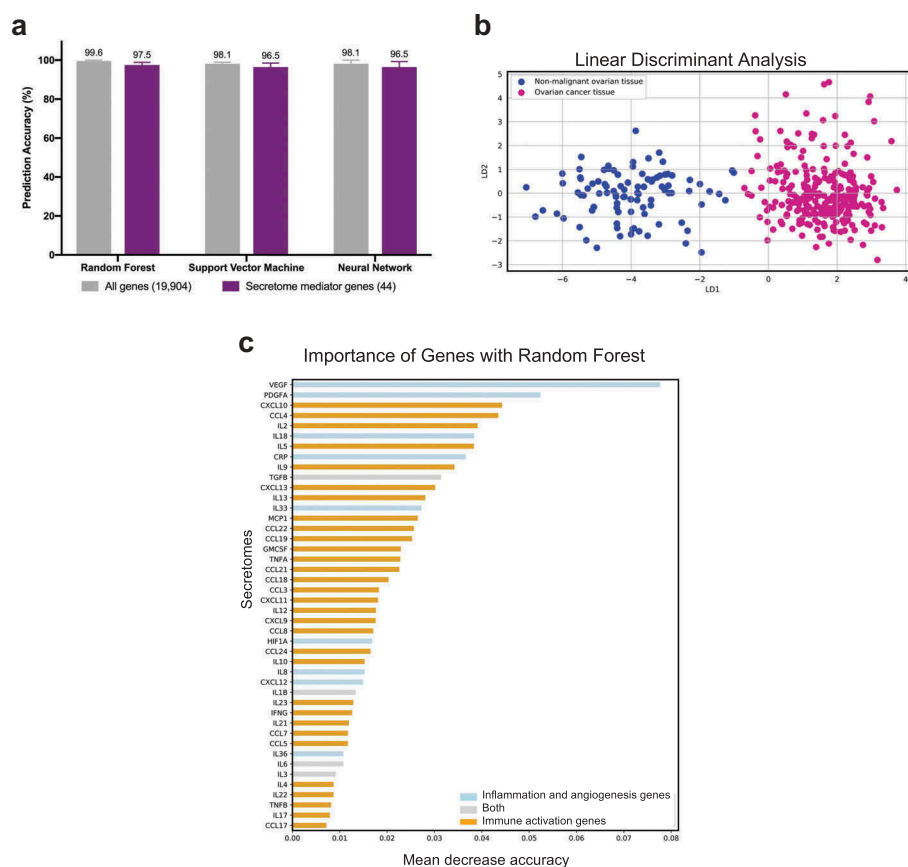 a
99.6
97.5
98.1
96.5
98.1
96.5
Prediction Accuracy (%)
100
80
60
40
20
0
Random Forest
Support Vector Machine
Neural Network
All genes (19,904)
Secretome mediator genes (44)
b
Linear Discriminant Analysis
Non-malignant ovarian tissue
Ovarian cancer tissue
LD2
5
4
3
2
1
0
−1
−2
−3
−6
−4
−2
0
2
4
LD1
c
Importance of Genes with Random Forest
Secretomes
VEGF
PDGFA
CXCL10
CCL4
IL2
IL18
IL5
CRP
IL9
TGFB
CXCL13
IL13
IL33
MCP1
CCL22
CCL19
GMCSF
TNFA
CCL21
CCL18
CCL3
CXCL11
IL12
CXCL9
CCL8
HIF1A
CCL24
IL10
IL8
CXCL12
IL1B
IL23
IFNG
IL21
CCL7
CCL5
IL36
IL6
IL3
IL4
IL22
TNFB
IL17
CCL17
Inflammation and angiogenesis genes
Both
Immune activation genes
0.00
0.01
0.02
0.03
0.04
0.05
0.06
0.07
0.08
Mean decrease accuracy